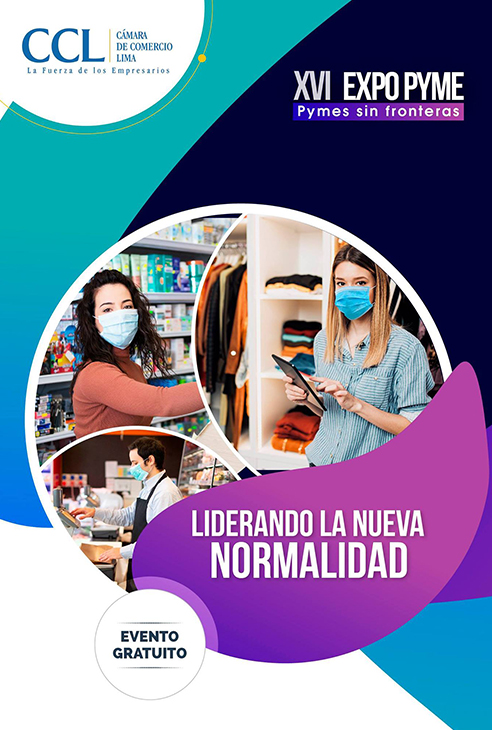 CCL
CÁMARA
DE COMERCIO
LIMA
La Fuerza de los Empresarios
XVI EXPO PYME
Pymes sin fronteras
LIDERANDO LA NUEVA
NORMALIDAD
EVENTO
GRATUITO